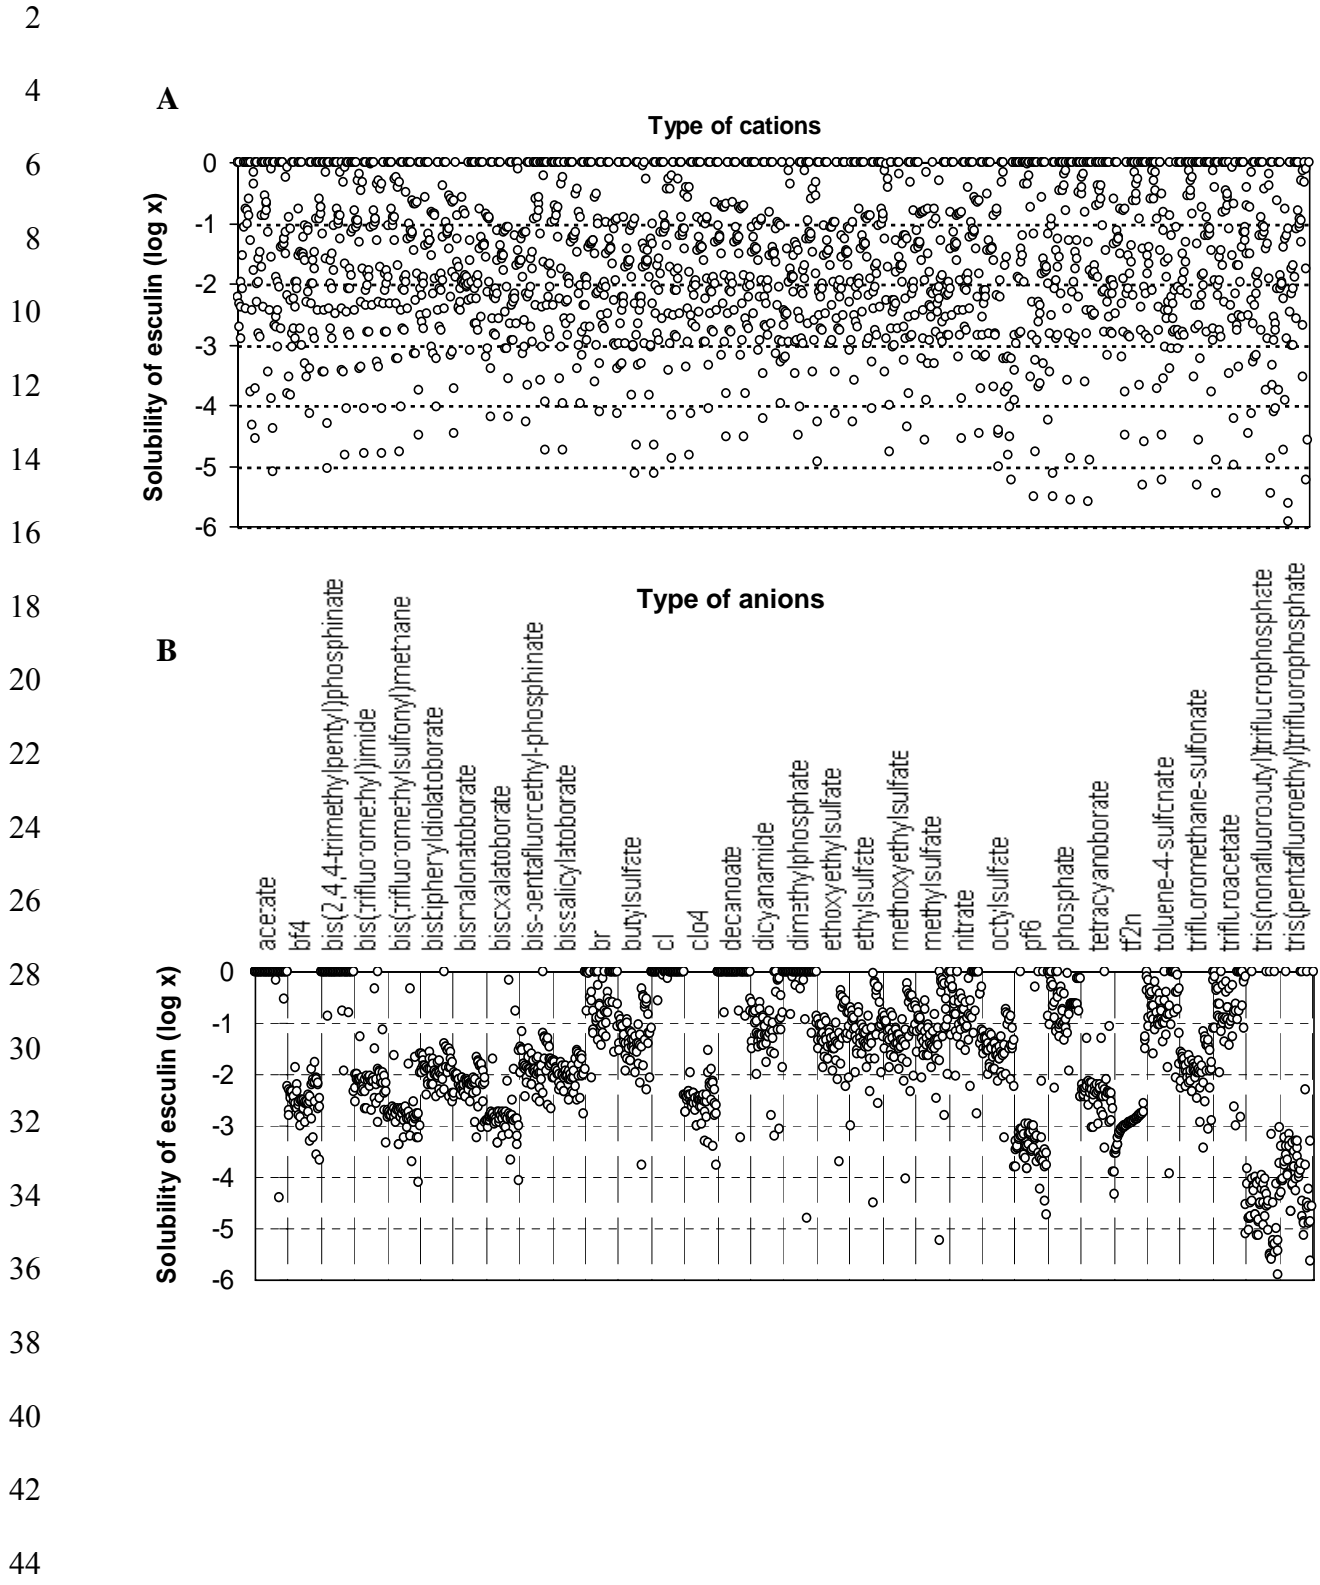 2
4
A
Type of cations
6
8
10
12
14
16
Solubility of esculin (log x)
0
-1
-2
-3
-4
-5
-6
18
Type of anions
B
20
22
24
26
acetate
bf4
bis(2,4,4-trimethylpentyl)phosphinate
bis(trifluoromethyl)imide
bis(trifluoromethylsulfonyl)methane
bisbiphenyldiolatoborate
bismalonatoborate
bisoxalatoborate
bis-pentafluoroethyl-phosphinate
bissalicylatoborate
br
butylsulfate
cl
clo4
decanoate
dicyanamide
dimethylphosphate
ethoxyethylsulfate
ethylsulfate
methoxyethylsulfate
methylsulfate
nitrate
octylsulfate
pf6
phosphate
tetracyanoborate
tf2n
toluene-4-sulfonate
trifluoromethane-sulfonate
trifluroacetate
tris(nonafluorobutyl)trifluorophosphate
tris(pentafluoroethyl)trifluorophosphate
28
30
32
34
36
Solubility of esculin (log x)
0
-1
-2
-3
-4
-5
-6
38
40
42
44